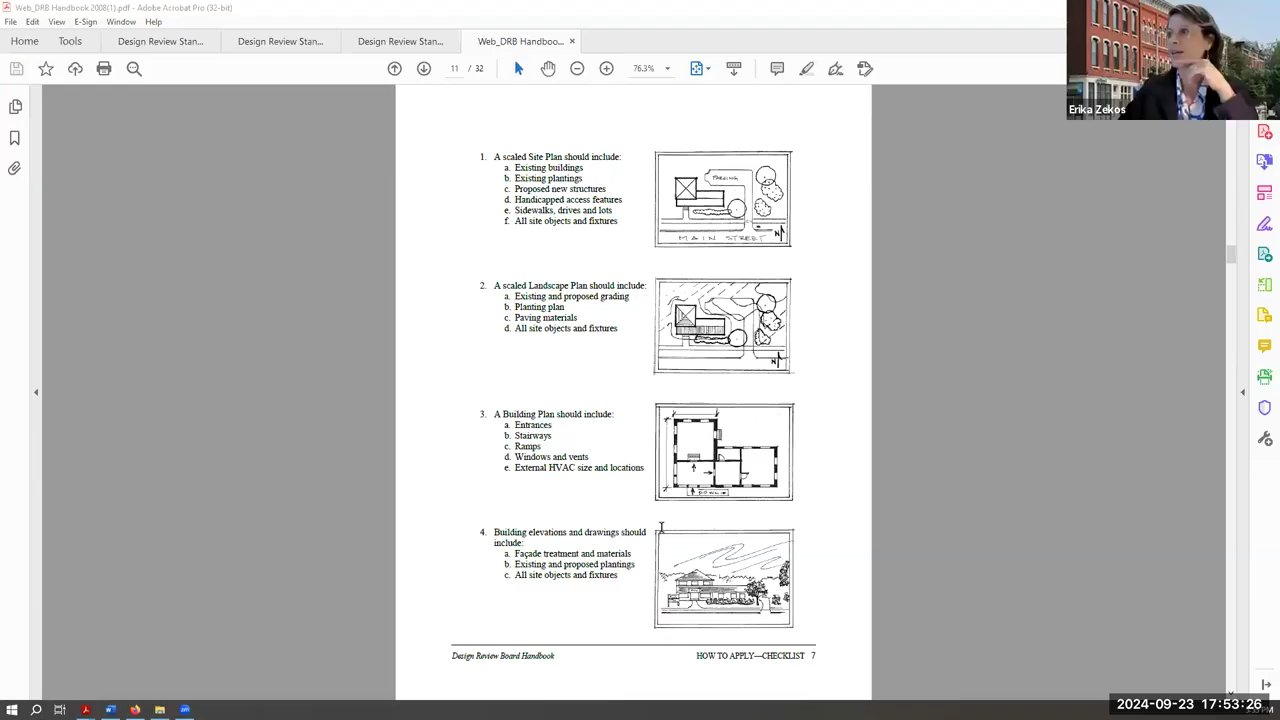 Web_DRB Handbook 2008(1).pdf - Adobe Acrobat Pro (32-bit)
File Edit View E-Sign Window Help
Home Tools Design Review Stan... Design Review Stan... Design Review Stan... Web_DRB Handboo... ×
11 / 32 76.3%
Erika Zekos
1. A scaled Site Plan should include:
a. Existing buildings
b. Existing plantings
c. Proposed new structures
d. Handicapped access features
e. Sidewalks, drives and lots
f. All site objects and fixtures
PARKING
N
MAIN STREET
2. A scaled Landscape Plan should include:
a. Existing and proposed grading
b. Planting plan
c. Paving materials
d. All site objects and fixtures
N
3. A Building Plan should include:
a. Entrances
b. Stairways
c. Ramps
d. Windows and vents
e. External HVAC size and locations
4. Building elevations and drawings should
include:
a. Façade treatment and materials
b. Existing and proposed plantings
c. All site objects and fixtures
Design Review Board Handbook HOW TO APPLY—CHECKLIST 7
2024-09-23 17:53:26